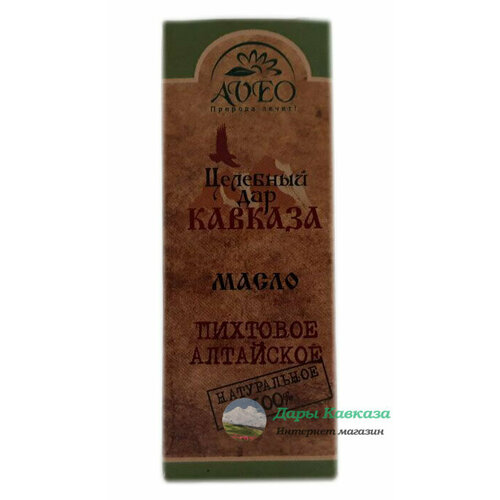 AVEO
Природа лечит!
Целебный
дар
КАВКАЗА
МАСЛО
ПИХТОВОЕ
АЛТАЙСКОЕ
НАТУРАЛЬНОЕ
100%
Дары Кавказа
Интернет магазин